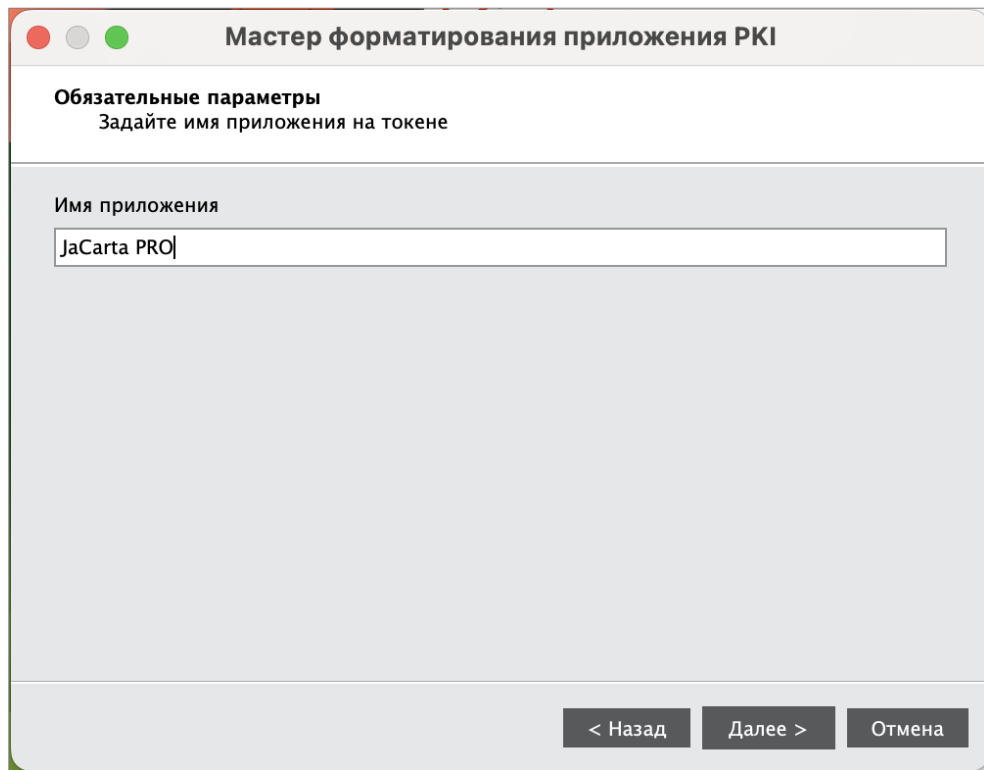 Мастер форматирования приложения PKI
Обязательные параметры
Задайте имя приложения на токене
Имя приложения
JaCarta PRO
< Назад
Далее >
Отмена